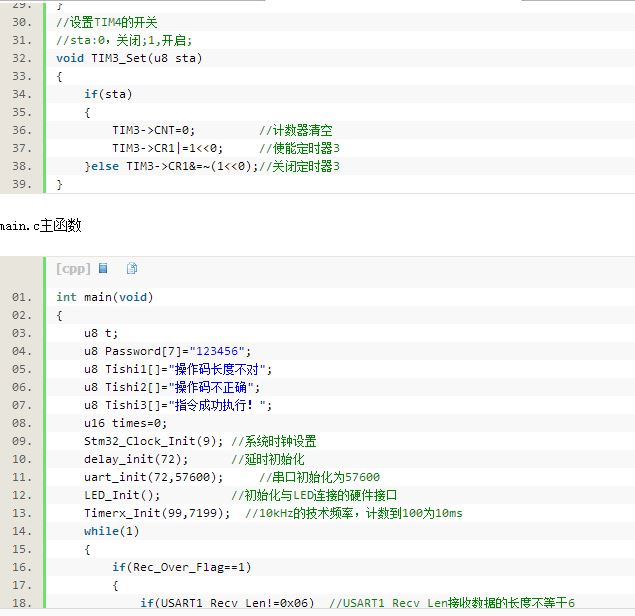 29. }
30. //设置TIM4的开关
31. //sta:0，关闭;1,开启;
32. void TIM3_Set(u8 sta)
33. {
34. if(sta)
35. {
36. TIM3->CNT=0; //计数器清空
37. TIM3->CR1|=1<<0; //使能定时器3
38. }else TIM3->CR1&=~(1<<0);//关闭定时器3
39. }
main.c主函数
[cpp]
01. int main(void)
02. {
03. u8 t;
04. u8 Password[7]="123456";
05. u8 Tishi1[]="操作码长度不对";
06. u8 Tishi2[]="操作码不正确";
07. u8 Tishi3[]="指令成功执行！";
08. u16 times=0;
09. Stm32_Clock_Init(9); //系统时钟设置
10. delay_init(72); //延时初始化
11. uart_init(72,57600); //串口初始化为57600
12. LED_Init(); //初始化与LED连接的硬件接口
13. Timerx_Init(99,7199); //10kHz的技术频率，计数到100为10ms
14. while(1)
15. {
16. if(Rec_Over_Flag==1)
17. {
18. if(USART1_Recv_Len!=0x06) //USART1_Recv_Len接收数据的长度不等于6